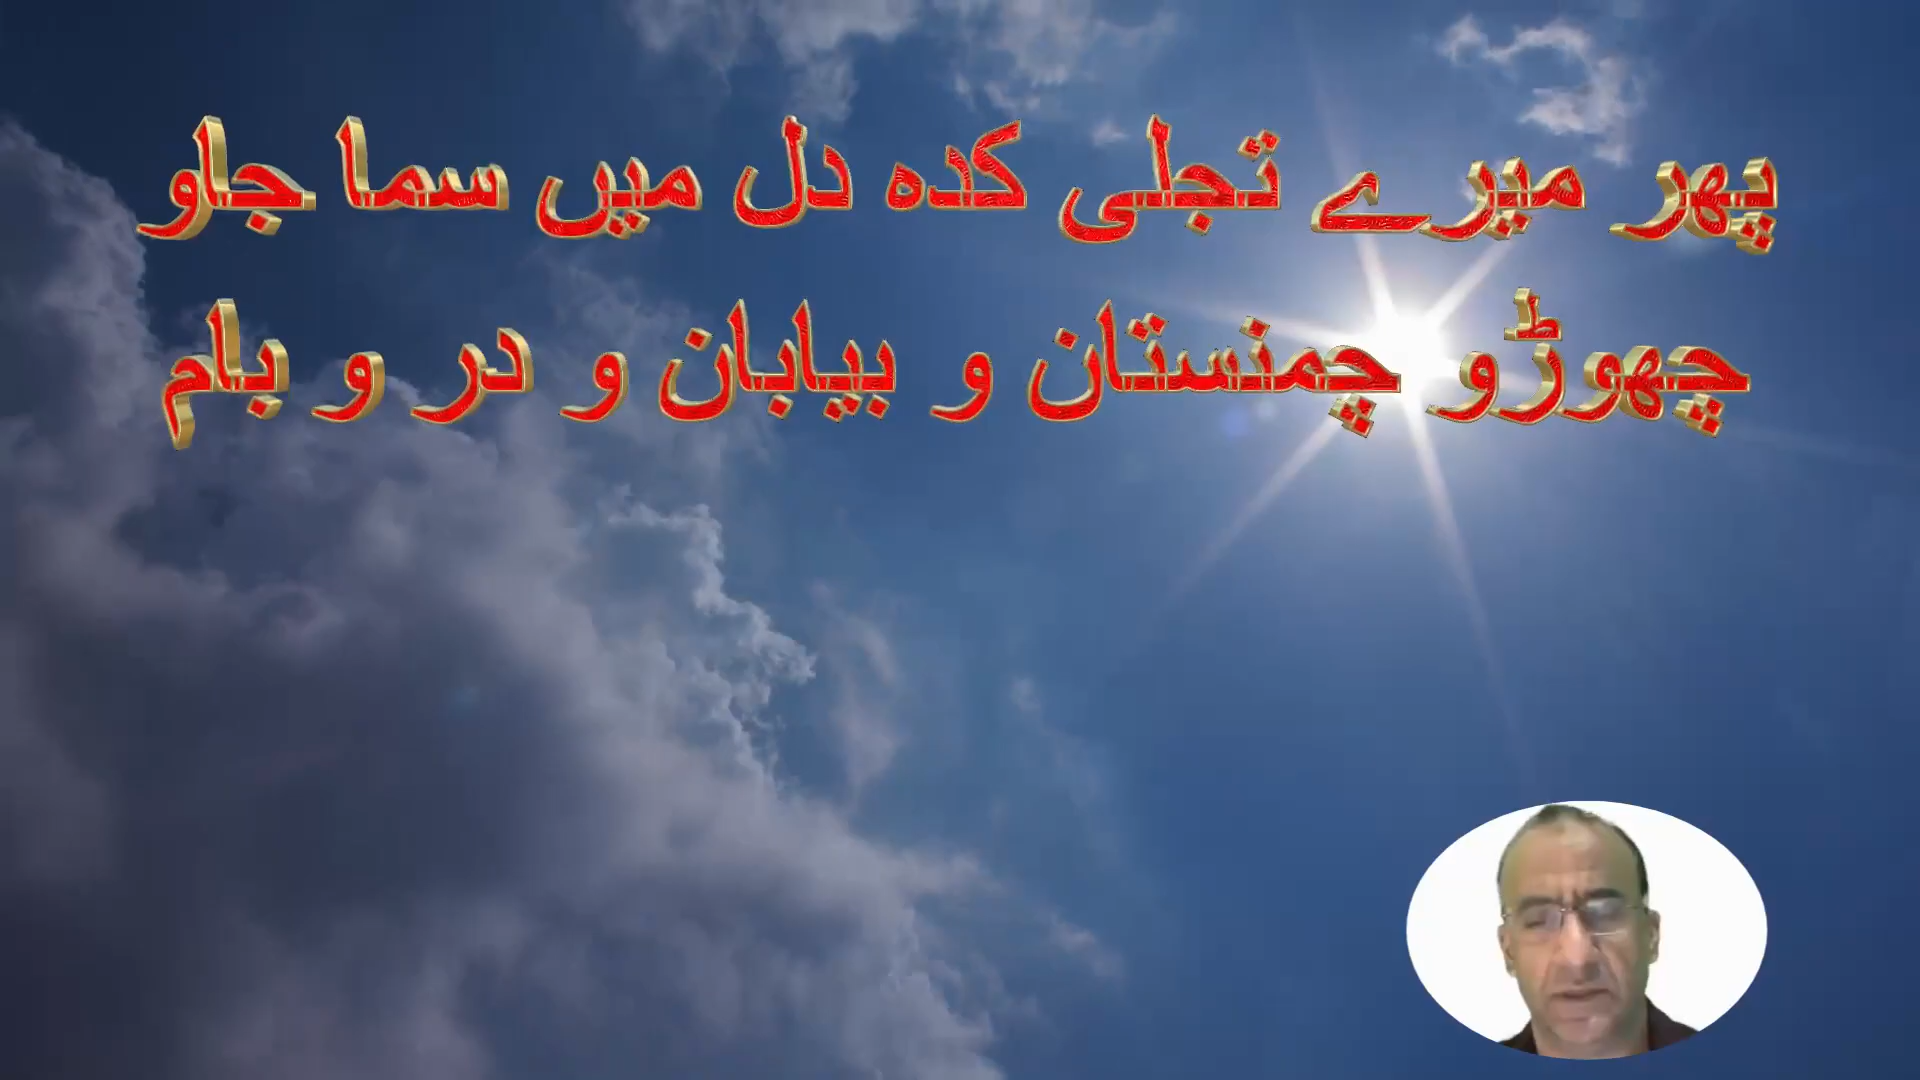 پھر میرے تجلی کدہ دل میں سما جاو
چھوڑو چمنستان و بیابان و در و بام